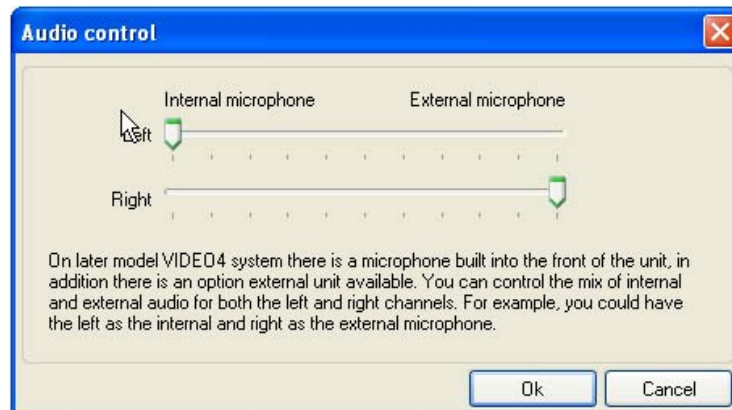 Audio control
Internal microphone External microphone
Left
Right
On later model VIDEO4 system there is a microphone built into the front of the unit, in
addition there is an option external unit available. You can control the mix of internal
and external audio for both the left and right channels. For example, you could have
the left as the internal and right as the external microphone.
Ok Cancel